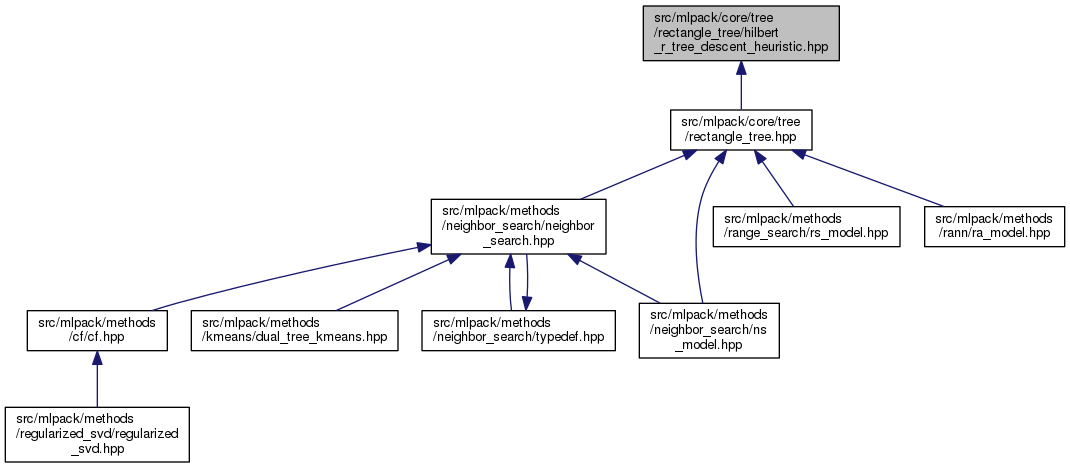 src/mlpack/core/tree
/rectangle_tree/hilbert
_r_tree_descent_heuristic.hpp
src/mlpack/core/tree
/rectangle_tree.hpp
src/mlpack/methods
/neighbor_search/neighbor
_search.hpp
src/mlpack/methods
/range_search/rs_model.hpp
src/mlpack/methods
/rann/ra_model.hpp
src/mlpack/methods
/cf/cf.hpp
src/mlpack/methods
/kmeans/dual_tree_kmeans.hpp
src/mlpack/methods
/neighbor_search/typedef.hpp
src/mlpack/methods
/neighbor_search/ns
_model.hpp
src/mlpack/methods
/regularized_svd/regularized
_svd.hpp